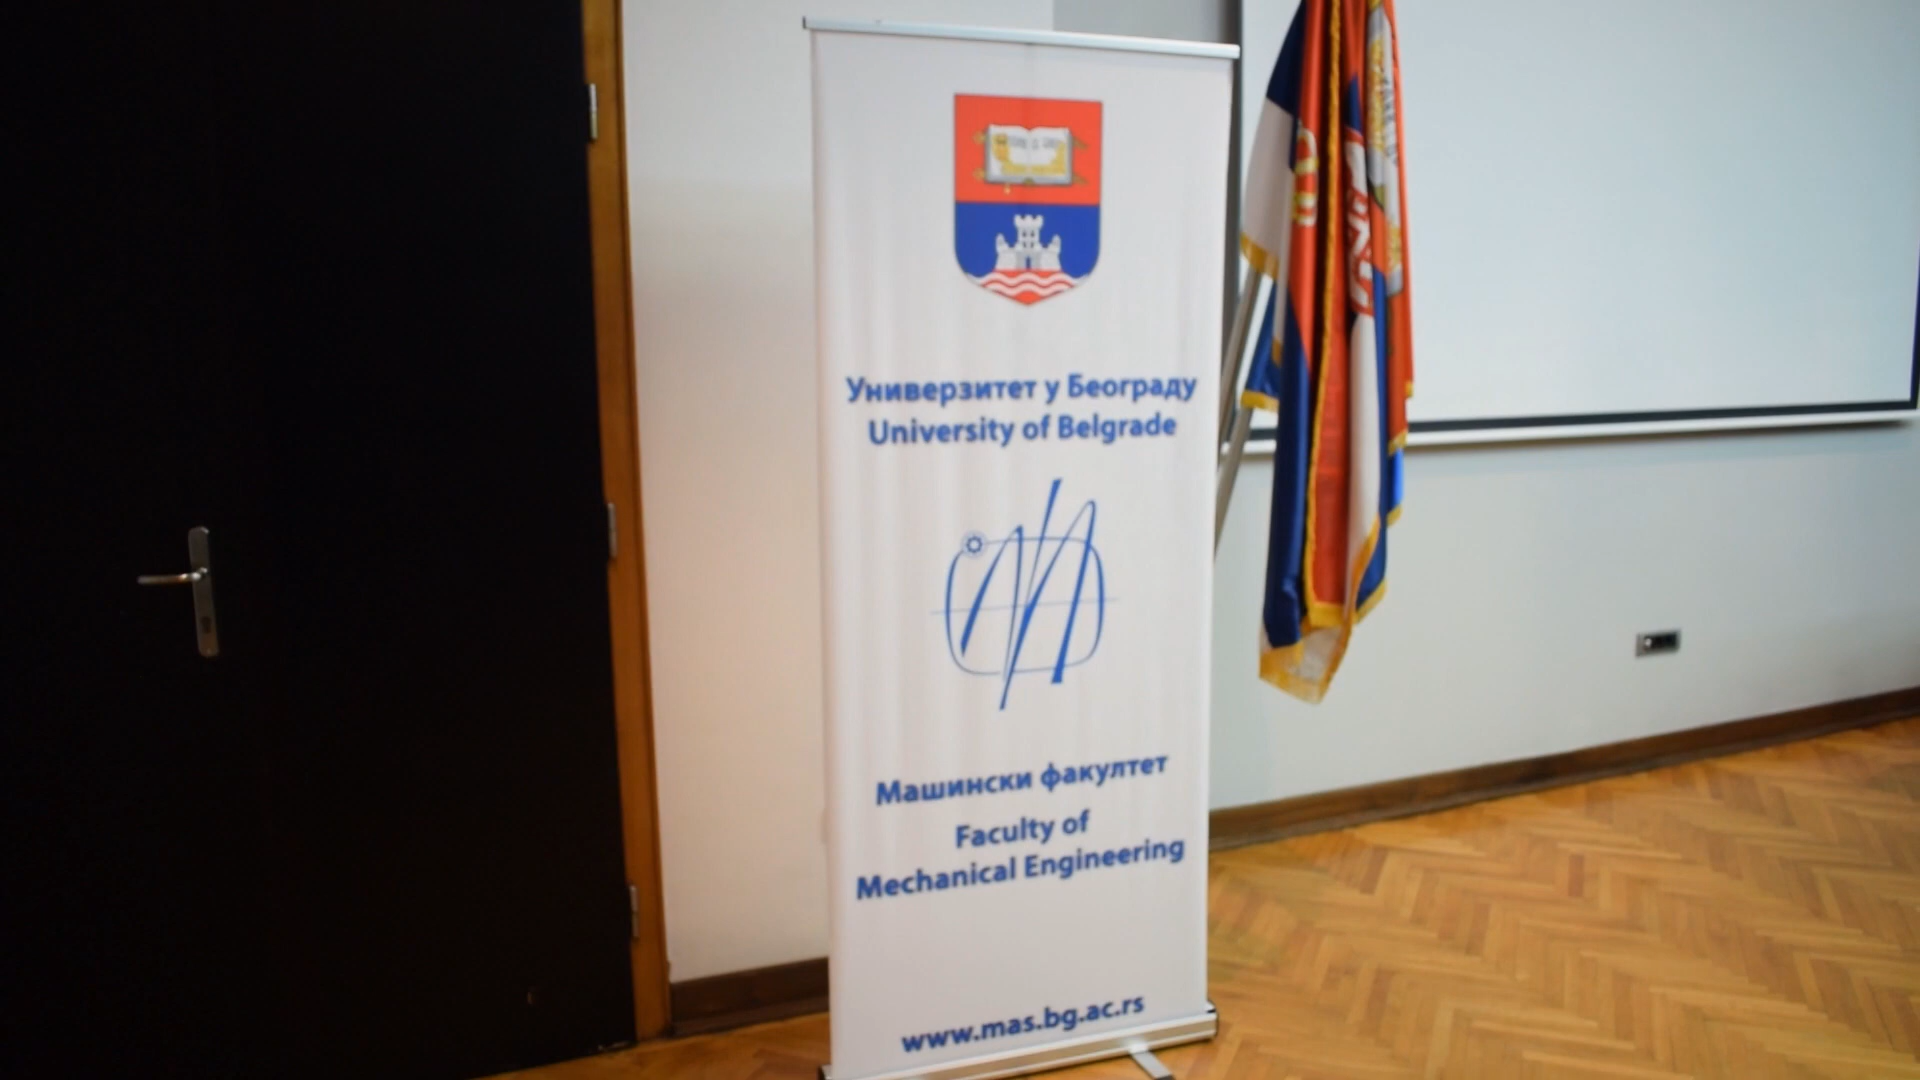 Универзитет у Београду
University of Belgrade
Машински факултет
Faculty of
Mechanical Engineering
www.mas.bg.ac.rs